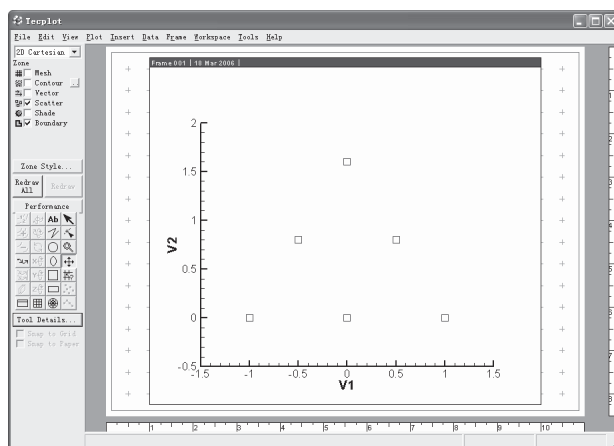 Tecplot
File Edit View Plot Insert Data Frame Workspace Tools Help
2D Cartesian
Zone
Mesh
Contour ...
Vector
Scatter
Shade
Boundary
Zone Style...
Redraw All
Redraw
Performance
Ab
Tool Details...
Snap to Grid
Snap to Paper
Frame 001 | 18 Mar 2006 |
2
1.5
1
0.5
0
-0.5
V2
-1.5 -1 -0.5 0 0.5 1 1.5
V1
1 2 3 4 5 6 7 8 9 10